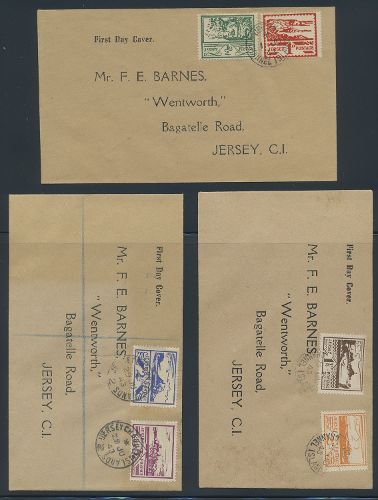 First Day Cover.
Mr. F. E. BARNES,
"Wentworth,"
Bagatelle Road,
JERSEY, C.I.
First Day Cover.
Mr. F. E. BARNES,
"Wentworth,"
Bagatelle Road,
JERSEY, C.I.
First Day Cover.
Mr. F. E. BARNES,
"Wentworth,"
Bagatelle Road,
JERSEY, C.I.